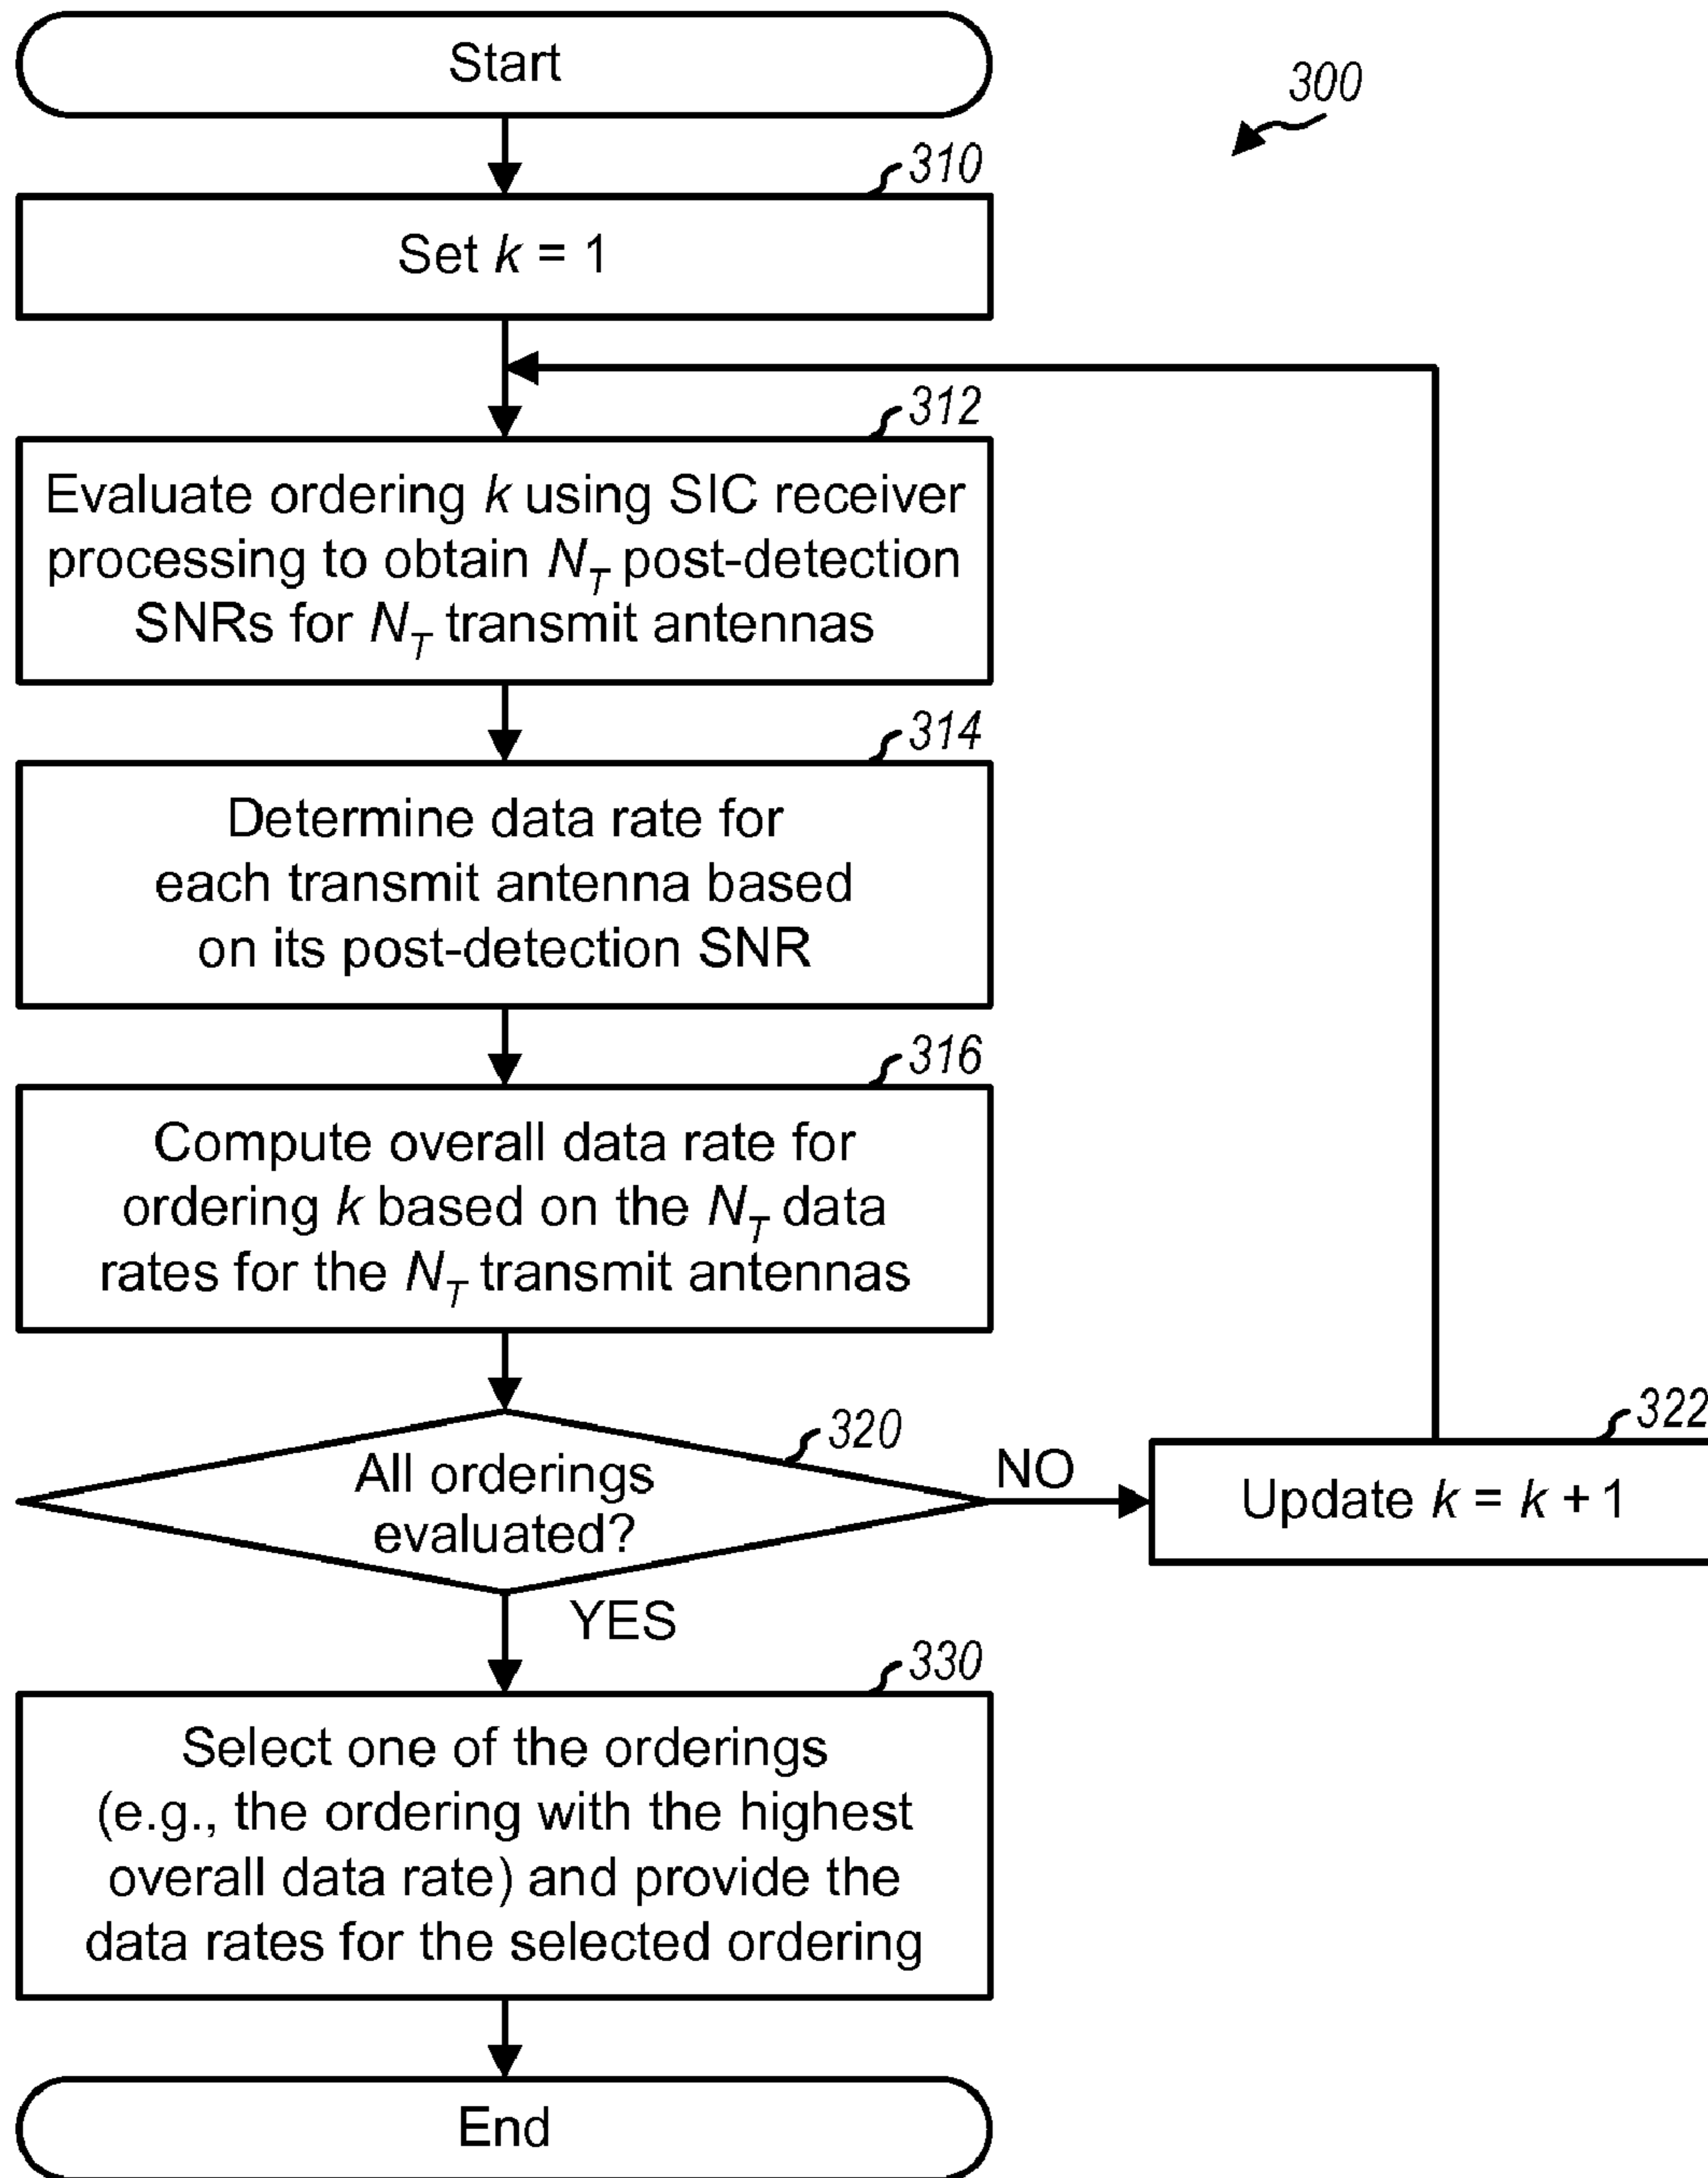 Start
300
310
Set k = 1
312
Evaluate ordering k using SIC receiver
processing to obtain N_T post-detection
SNRs for N_T transmit antennas
314
Determine data rate for
each transmit antenna based
on its post-detection SNR
316
Compute overall data rate for
ordering k based on the N_T data
rates for the N_T transmit antennas
320
All orderings
evaluated?
NO
322
Update k = k + 1
YES
330
Select one of the orderings
(e.g., the ordering with the highest
overall data rate) and provide the
data rates for the selected ordering
End